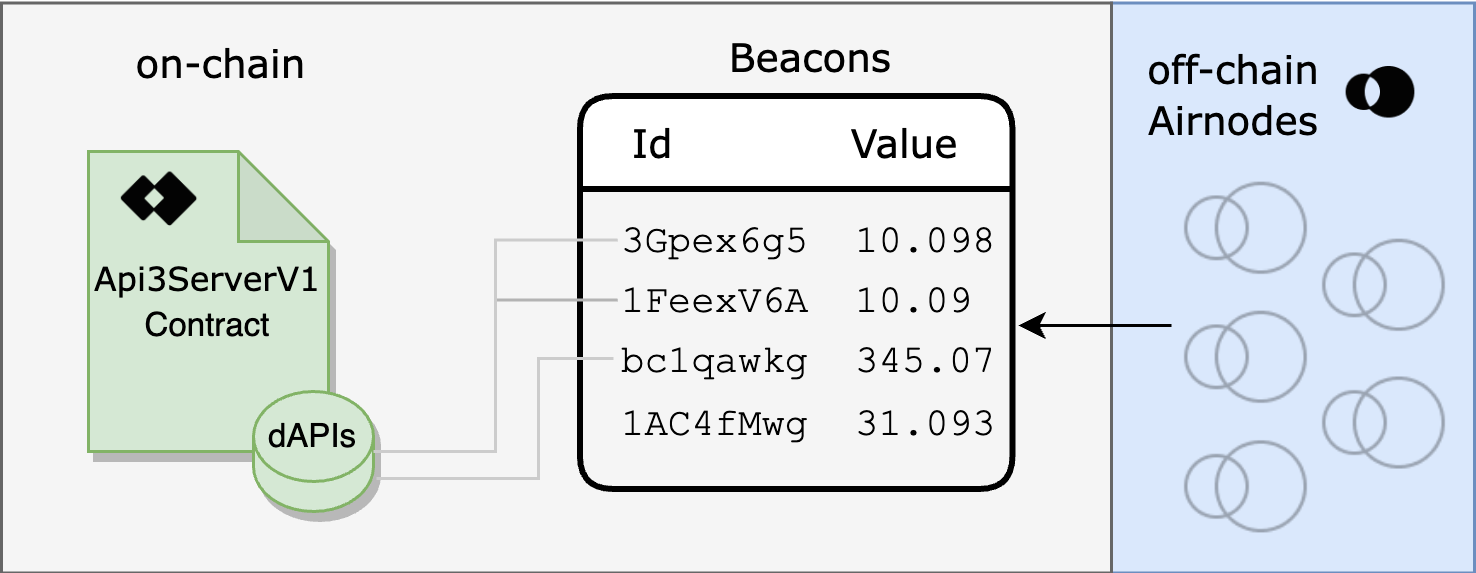 on-chain
Api3ServerV1
Contract
dAPIs
Beacons
Id Value
3Gpex6g5 10.098
1FeexV6A 10.09
bc1qawkg 345.07
1AC4fMwg 31.093
off-chain
Airnodes